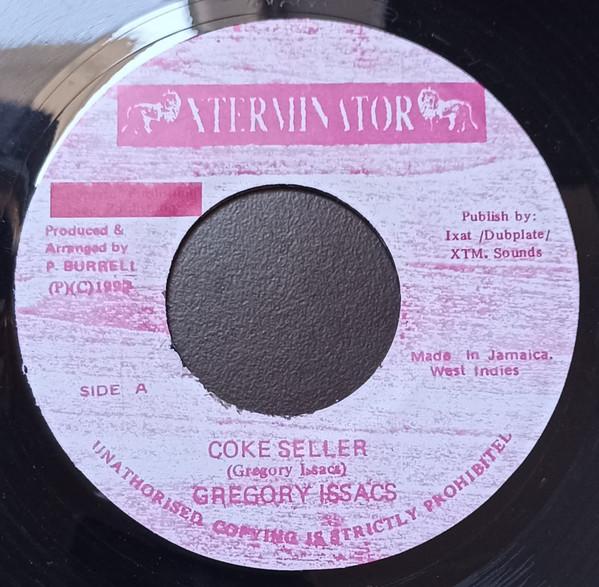 XTERMINATOR
Produced &
Arranged by
P. BURRELL
(P)(C)1992
Publish by:
Ixat /Dubplate/
XTM. Sounds
Made In Jamaica.
West Indies
SIDE A
COKE SELLER
(Gregory Issacs)
GREGORY ISSACS
UNATHORISED COPYING IS STRICTLY PROHIBITED